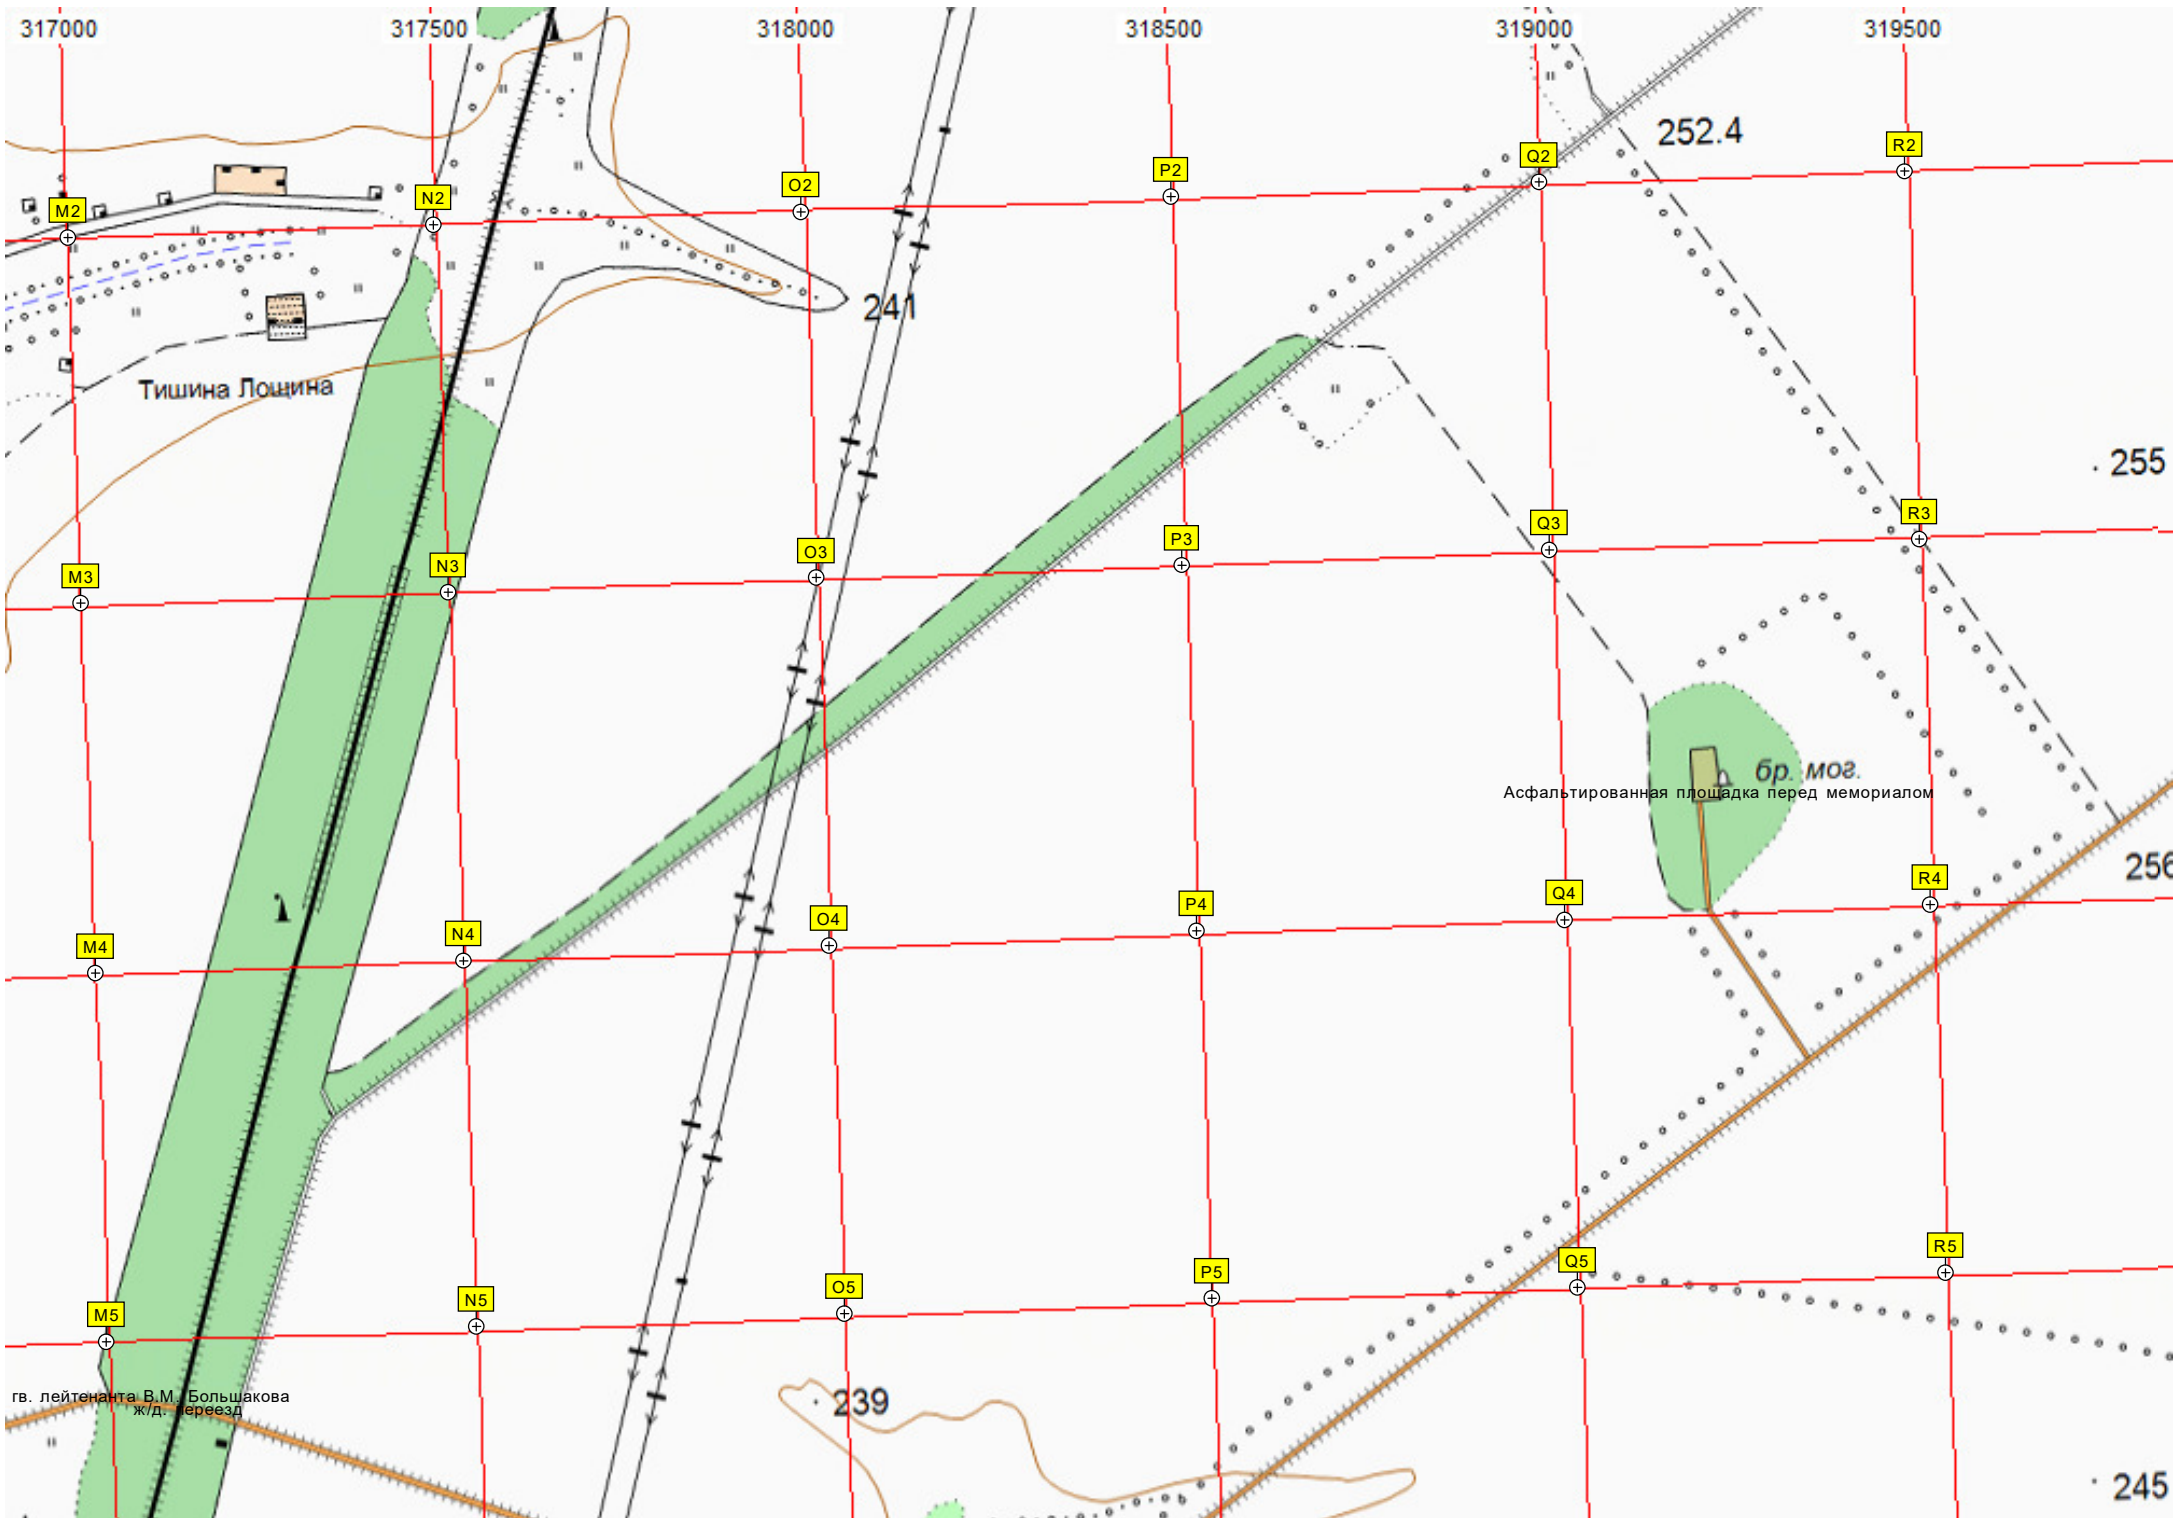 317000 317500 318000 318500 319000 319500
252.4
R2
Q2
P2
O2
N2
M2
241
Тишина Лощина
255
R3
Q3
P3
O3
N3
M3
бр. мог.
Асфальтированная площадка перед мемориалом
256
R4
Q4
P4
O4
N4
M4
R5
Q5
P5
O5
N5
M5
гв. лейтенанта В.М. Большакова
ж/д. переезд
239
245